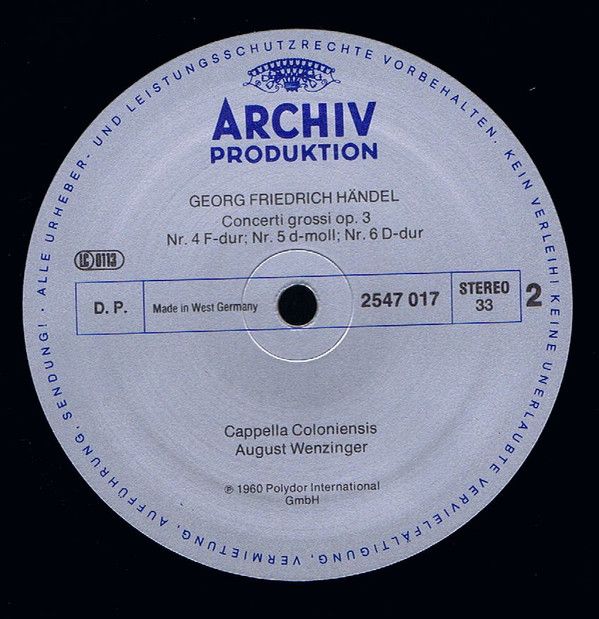 · ALLE URHEBER- UND LEISTUNGSSCHUTZRECHTE VORBEHALTEN. KEIN VERLEIH! KEINE UNERLAUBTE VERVIELFÄLTIGUNG, VERMIETUNG, AUFFÜHRUNG, SENDUNG!
ARCHIV
PRODUKTION
GEORG FRIEDRICH HÄNDEL
Concerti grossi op. 3
Nr. 4 F-dur; Nr. 5 d-moll; Nr. 6 D-dur
LC 0113
D. P. Made in West Germany 2547 017 STEREO 2
33
Cappella Coloniensis
August Wenzinger
℗ 1960 Polydor International
GmbH